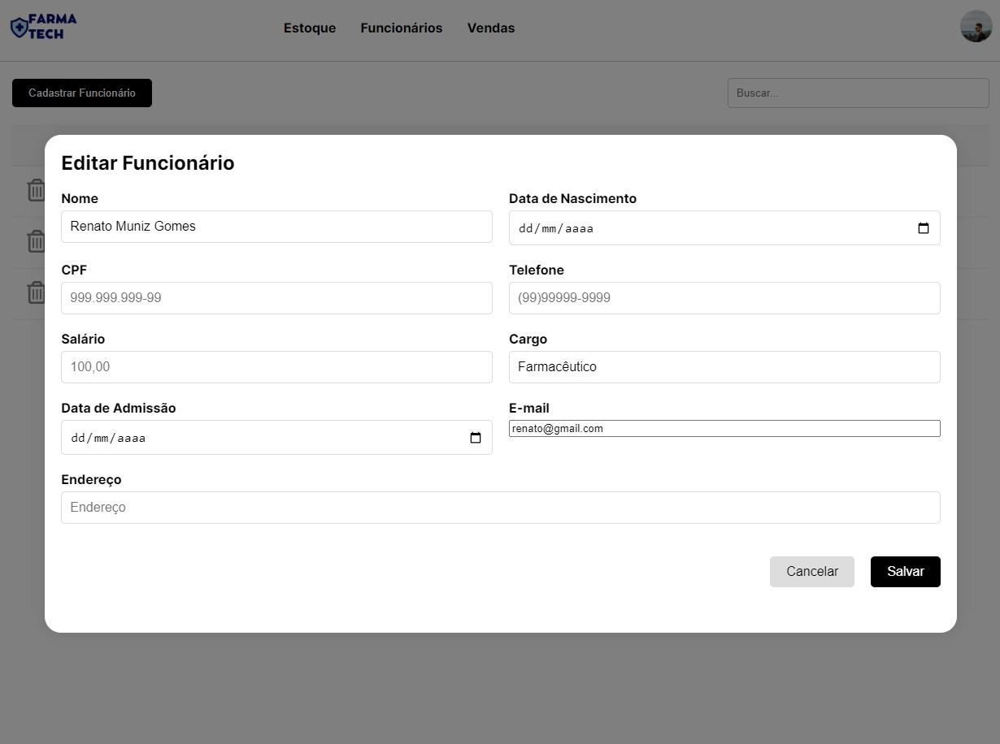 FARMA
TECH
Estoque Funcionários Vendas
Cadastrar Funcionário Buscar...
Editar Funcionário
Nome Data de Nascimento
Renato Muniz Gomes dd/mm/aaaa
CPF Telefone
999.999.999-99 (99)99999-9999
Salário Cargo
100,00 Farmacêutico
Data de Admissão E-mail
dd/mm/aaaa renato@gmail.com
Endereço
Endereço
Cancelar Salvar